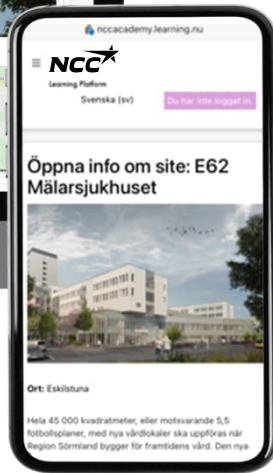 nccacademy.learning.nu
NCC
Learning Platform
Svenska (sv)
Du har inte loggat in.
Öppna info om site: E62
Mälarsjukhuset
Ort: Eskilstuna
Hela 45 000 kvadratmeter, eller motsvarande 5,5
fotbollsplaner, med nya vårdlokaler ska uppföras när
Region Sörmland bygger för framtidens vård. Den nya